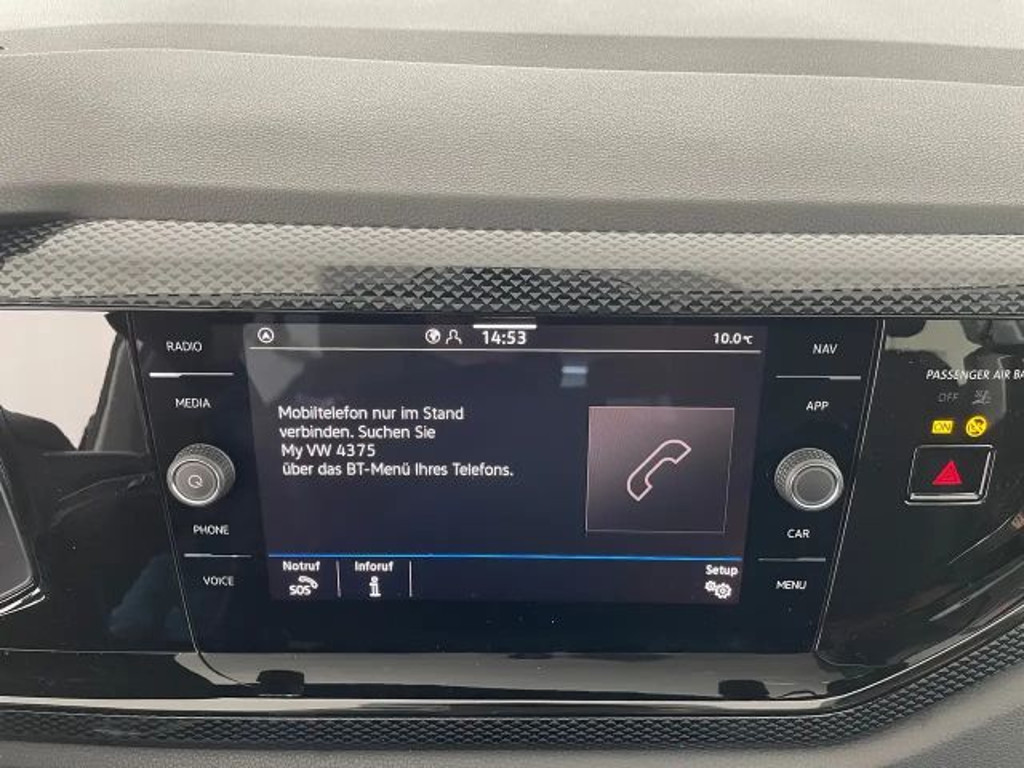 14:53
10.0°C
RADIO
MEDIA
PHONE
VOICE
Mobiltelefon nur im Stand
verbinden. Suchen Sie
My VW 4375
über das BT-Menü Ihres Telefons.
Notruf
SOS
Inforuf
Setup
NAV
APP
CAR
MENU
PASSENGER AIR BA
OFF
ON